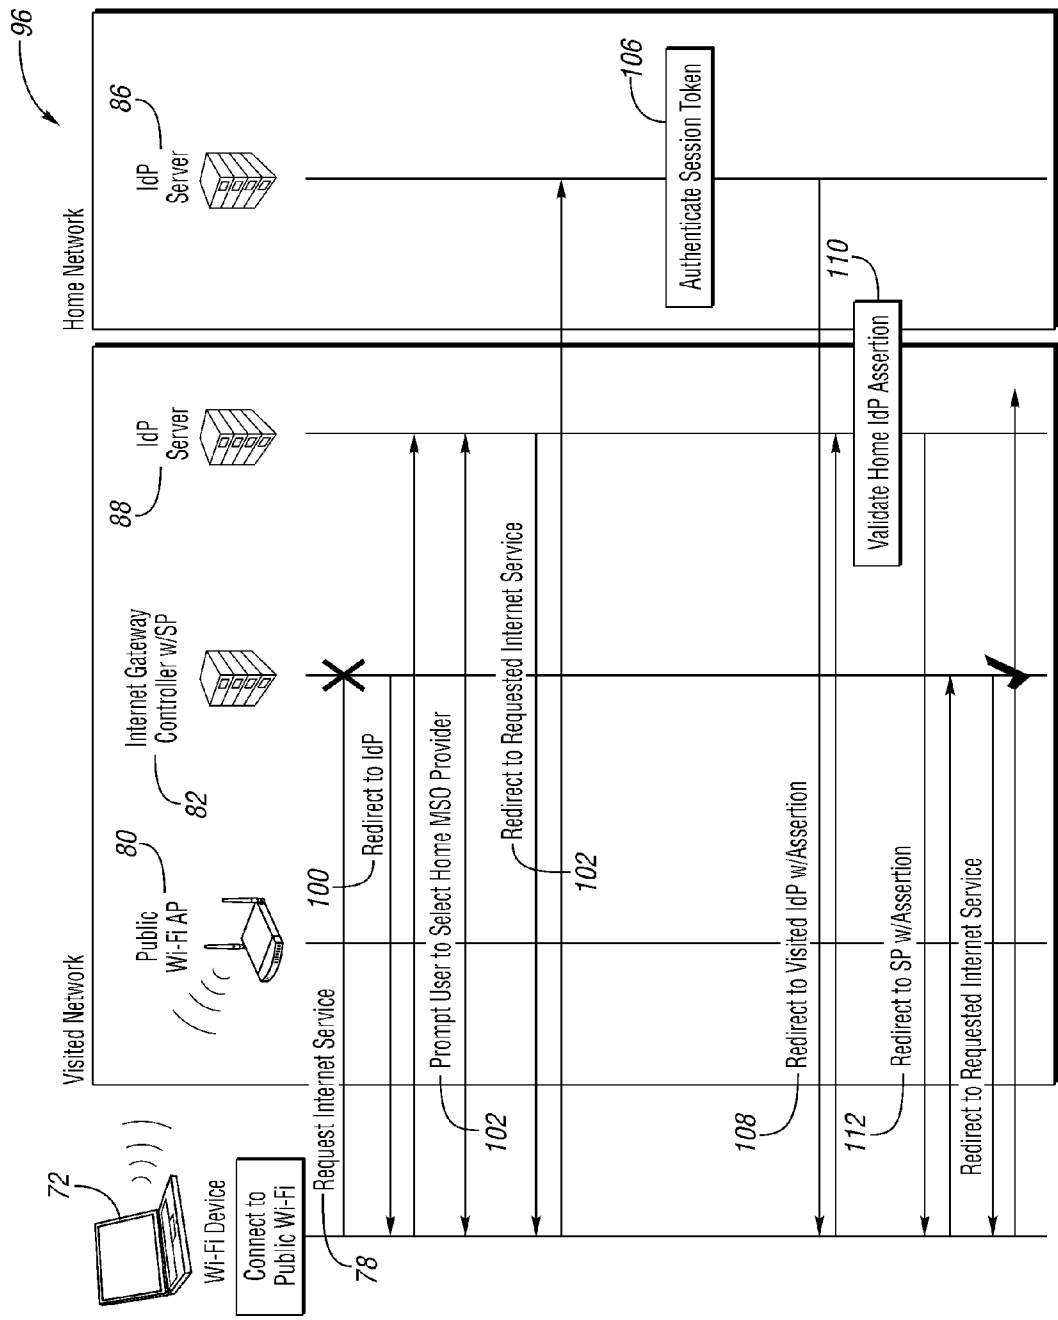 96
Visited Network
Home Network
72
Wi-Fi Device
80
Public
Wi-Fi AP
82
Internet Gateway
Controller w/SP
88
IdP
Server
86
IdP
Server
Connect to
Public Wi-Fi
78
Request Internet Service
100
Redirect to IdP
102
Prompt User to Select Home MSO Provider
102
Redirect to Requested Internet Service
106
Authenticate Session Token
108
Redirect to Visited IdP w/Assertion
110
Validate Home IdP Assertion
112
Redirect to SP w/Assertion
Redirect to Requested Internet Service